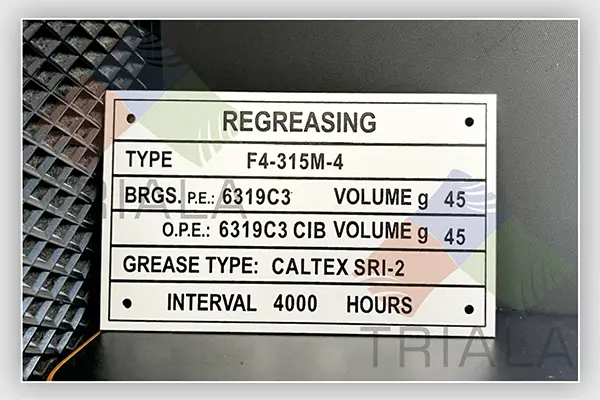 REGREASING
TYPE F4-315M-4
BRGS. P.E.: 6319C3 VOLUME g 45
O.P.E.: 6319C3 CIB VOLUME g 45
GREASE TYPE: CALTEX SRI-2
INTERVAL 4000 HOURS
TRIALA
TRIALA